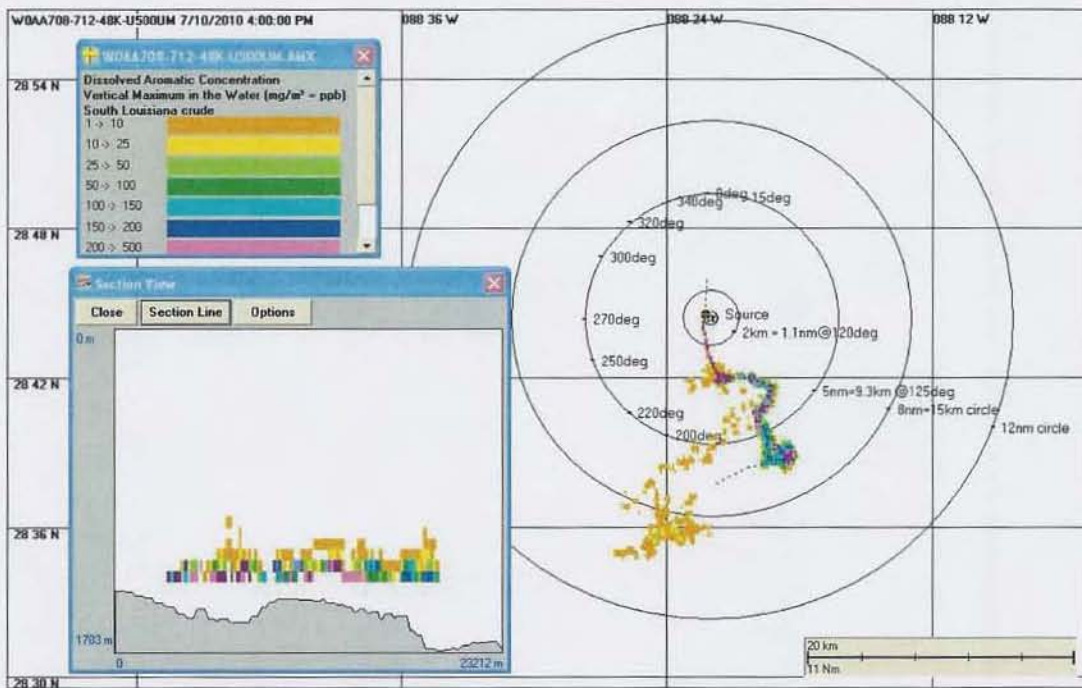 W0AA708-712-48K-U500UM 7/10/2010 4:00:00 PM
088 36 W
088 24 W
088 12 W
W0AA708-712-48K-U500UM.AMX
28 54 N
Dissolved Aromatic Concentration
Vertical Maximum in the Water (mg/m³ = ppb)
South Louisiana crude
1 -> 10
10 -> 25
25 -> 50
50 -> 100
100 -> 150
150 -> 200
200 -> 500
28 48 N
340deg
0deg
15deg
320deg
300deg
Section View
Close
Section Line
Options
0 m
270deg
Source
2km = 1.1nm@120deg
250deg
28 42 N
5nm=9.3km @125deg
220deg
8nm=15km circle
200deg
12nm circle
28 36 N
1703 m
0
23212 m
20 km
11 Nm
28 30 N